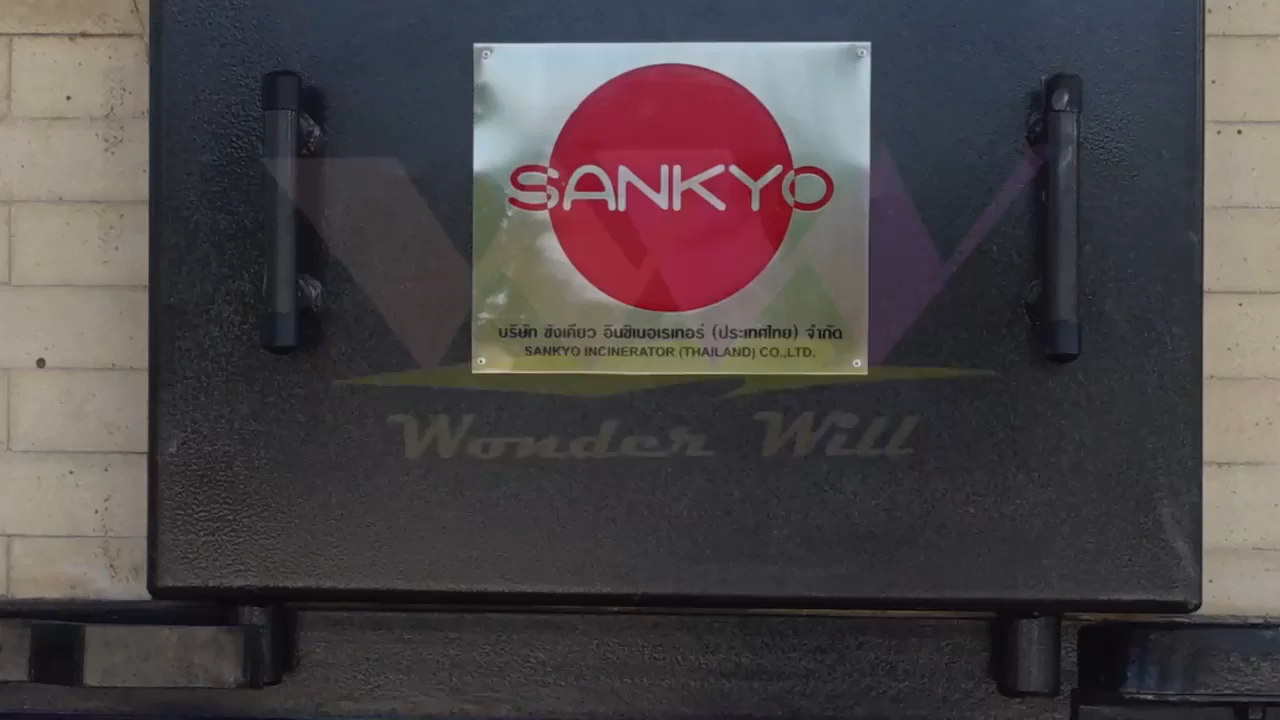 SANKYO
บริษัท ซังเคียว อินซิเนอเรเทอร์ (ประเทศไทย) จำกัด
SANKYO INCINERATOR (THAILAND) CO.,LTD.
Wonder Will